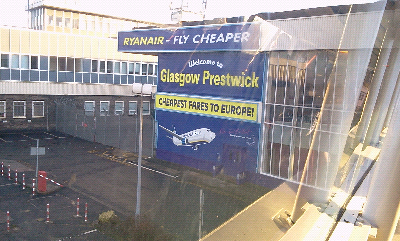 RYANAIR - FLY CHEAPER
Welcome to
Glasgow Prestwick
CHEAPEST FARES TO EUROPE!